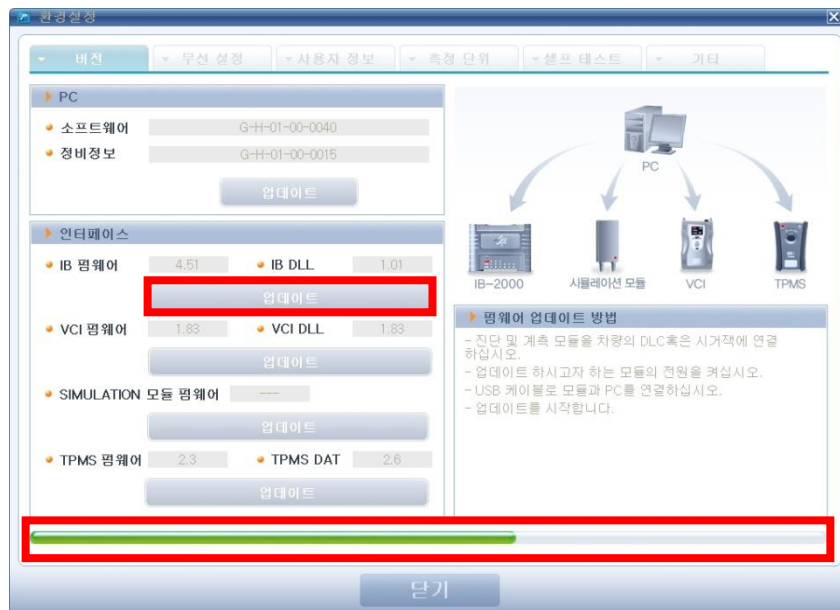 환경설정
버전 무선 설정 사용자 정보 측정 단위 셀프 테스트 기타
PC
소프트웨어 G-H-01-00-0040
정비정보 G-H-01-00-0015
업데이트
인터페이스
IB 펌웨어 4.51 IB DLL 1.01
업데이트
VCI 펌웨어 1.83 VCI DLL 1.83
업데이트
SIMULATION 모듈 펌웨어 ---
업데이트
TPMS 펌웨어 2.3 TPMS DAT 2.6
업데이트
PC
IB-2000 시뮬레이션 모듈 VCI TPMS
펌웨어 업데이트 방법
- 진단 및 계측 모듈을 차량의 DLC혹은 시거잭에 연결
하십시오.
- 업데이트 하시고자 하는 모듈의 전원을 켜십시오.
- USB 케이블로 모듈과 PC를 연결하십시오.
- 업데이트를 시작합니다.
닫기